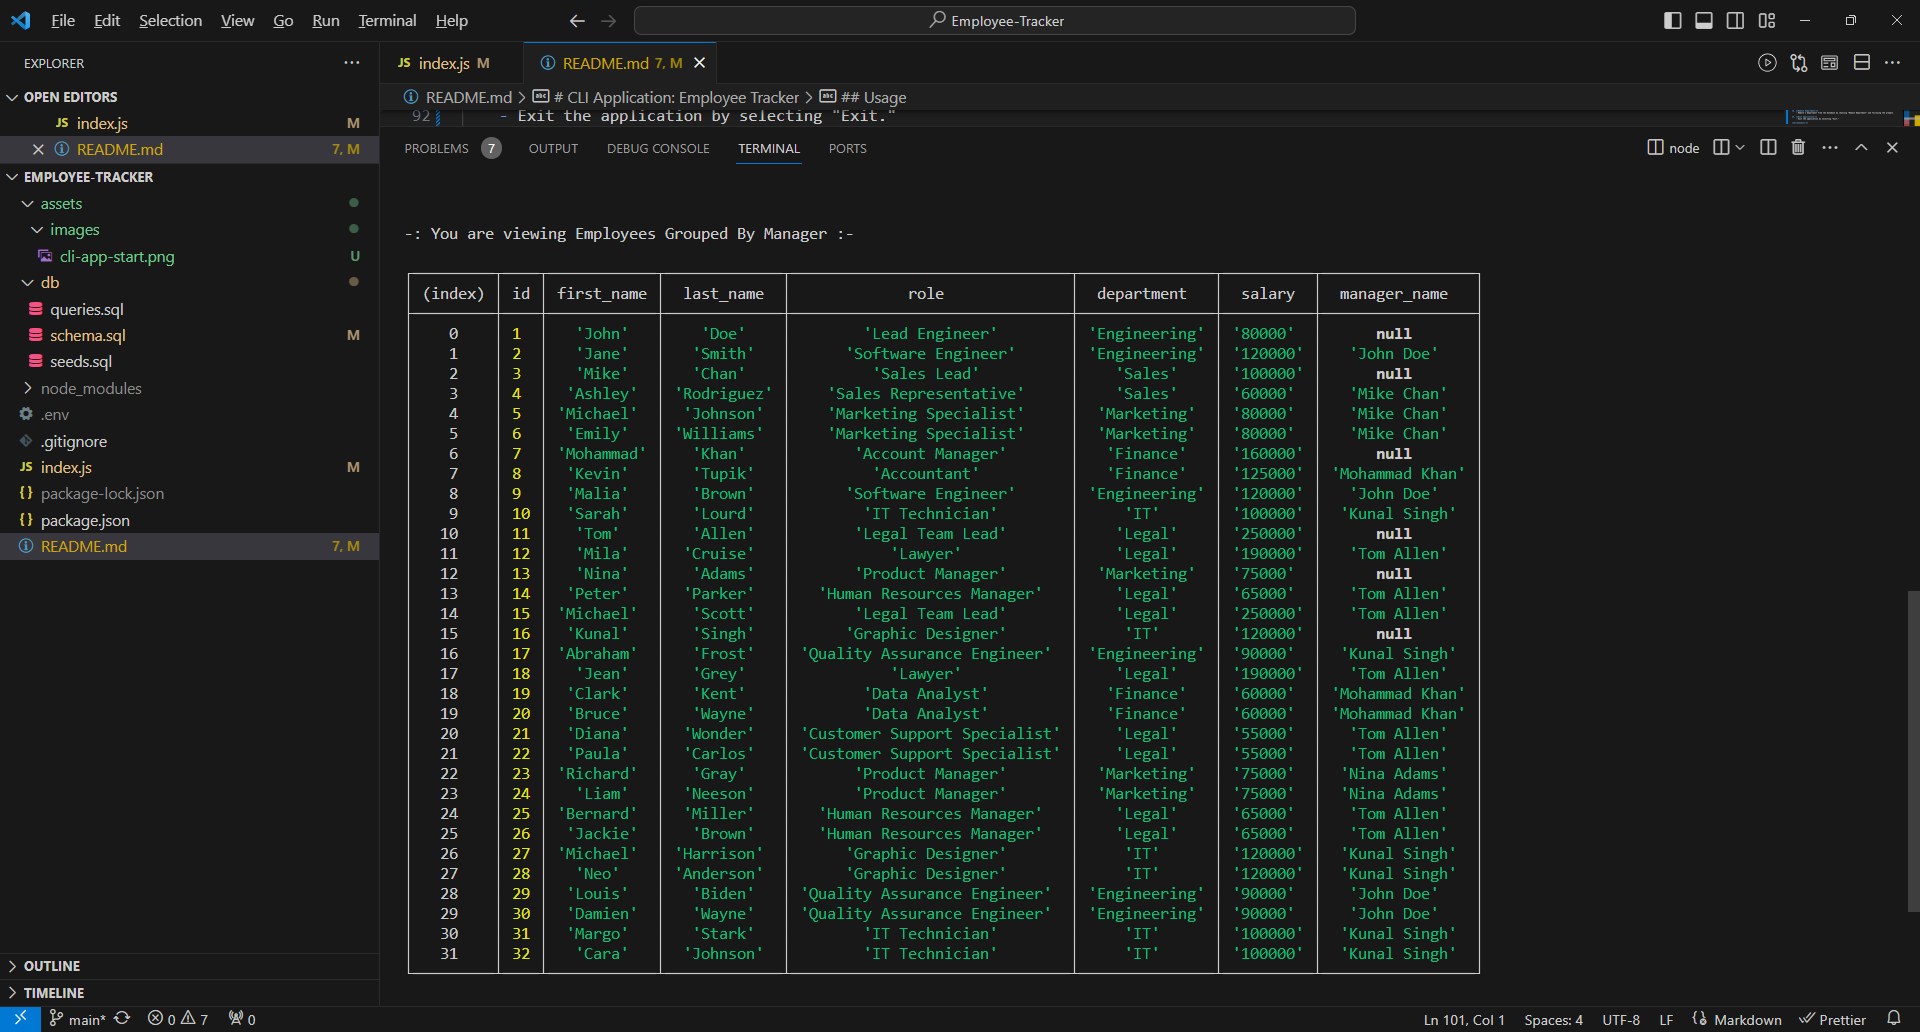 File Edit Selection View Go Run Terminal Help
Employee-Tracker
EXPLORER
OPEN EDITORS
JS index.js M
README.md 7, M
EMPLOYEE-TRACKER
assets
images
cli-app-start.png U
db
queries.sql
schema.sql M
seeds.sql
node_modules
.env
.gitignore
JS index.js M
{} package-lock.json
{} package.json
README.md 7, M
OUTLINE
TIMELINE
JS index.js M README.md 7, M
README.md > # CLI Application: Employee Tracker > ## Usage
92 - Exit the application by selecting "Exit."
PROBLEMS 7 OUTPUT DEBUG CONSOLE TERMINAL PORTS node
-: You are viewing Employees Grouped By Manager :-
(index) id first_name last_name role department salary manager_name
0 1 'John' 'Doe' 'Lead Engineer' 'Engineering' '80000' null
1 2 'Jane' 'Smith' 'Software Engineer' 'Engineering' '120000' 'John Doe'
2 3 'Mike' 'Chan' 'Sales Lead' 'Sales' '100000' null
3 4 'Ashley' 'Rodriguez' 'Sales Representative' 'Sales' '60000' 'Mike Chan'
4 5 'Michael' 'Johnson' 'Marketing Specialist' 'Marketing' '80000' 'Mike Chan'
5 6 'Emily' 'Williams' 'Marketing Specialist' 'Marketing' '80000' 'Mike Chan'
6 7 'Mohammad' 'Khan' 'Account Manager' 'Finance' '160000' null
7 8 'Kevin' 'Tupik' 'Accountant' 'Finance' '125000' 'Mohammad Khan'
8 9 'Malia' 'Brown' 'Software Engineer' 'Engineering' '120000' 'John Doe'
9 10 'Sarah' 'Lourd' 'IT Technician' 'IT' '100000' 'Kunal Singh'
10 11 'Tom' 'Allen' 'Legal Team Lead' 'Legal' '250000' null
11 12 'Mila' 'Cruise' 'Lawyer' 'Legal' '190000' 'Tom Allen'
12 13 'Nina' 'Adams' 'Product Manager' 'Marketing' '75000' null
13 14 'Peter' 'Parker' 'Human Resources Manager' 'Legal' '65000' 'Tom Allen'
14 15 'Michael' 'Scott' 'Legal Team Lead' 'Legal' '250000' 'Tom Allen'
15 16 'Kunal' 'Singh' 'Graphic Designer' 'IT' '120000' null
16 17 'Abraham' 'Frost' 'Quality Assurance Engineer' 'Engineering' '90000' 'Kunal Singh'
17 18 'Jean' 'Grey' 'Lawyer' 'Legal' '190000' 'Tom Allen'
18 19 'Clark' 'Kent' 'Data Analyst' 'Finance' '60000' 'Mohammad Khan'
19 20 'Bruce' 'Wayne' 'Data Analyst' 'Finance' '60000' 'Mohammad Khan'
20 21 'Diana' 'Wonder' 'Customer Support Specialist' 'Legal' '55000' 'Tom Allen'
21 22 'Paula' 'Carlos' 'Customer Support Specialist' 'Legal' '55000' 'Tom Allen'
22 23 'Richard' 'Gray' 'Product Manager' 'Marketing' '75000' 'Nina Adams'
23 24 'Liam' 'Neeson' 'Product Manager' 'Marketing' '75000' 'Nina Adams'
24 25 'Bernard' 'Miller' 'Human Resources Manager' 'Legal' '65000' 'Tom Allen'
25 26 'Jackie' 'Brown' 'Human Resources Manager' 'Legal' '65000' 'Tom Allen'
26 27 'Michael' 'Harrison' 'Graphic Designer' 'IT' '120000' 'Kunal Singh'
27 28 'Neo' 'Anderson' 'Graphic Designer' 'IT' '120000' 'Kunal Singh'
28 29 'Louis' 'Biden' 'Quality Assurance Engineer' 'Engineering' '90000' 'John Doe'
29 30 'Damien' 'Wayne' 'Quality Assurance Engineer' 'Engineering' '90000' 'John Doe'
30 31 'Margo' 'Stark' 'IT Technician' 'IT' '100000' 'Kunal Singh'
31 32 'Cara' 'Johnson' 'IT Technician' 'IT' '100000' 'Kunal Singh'
main* 0 7 0 Ln 101, Col 1 Spaces: 4 UTF-8 LF Markdown Prettier